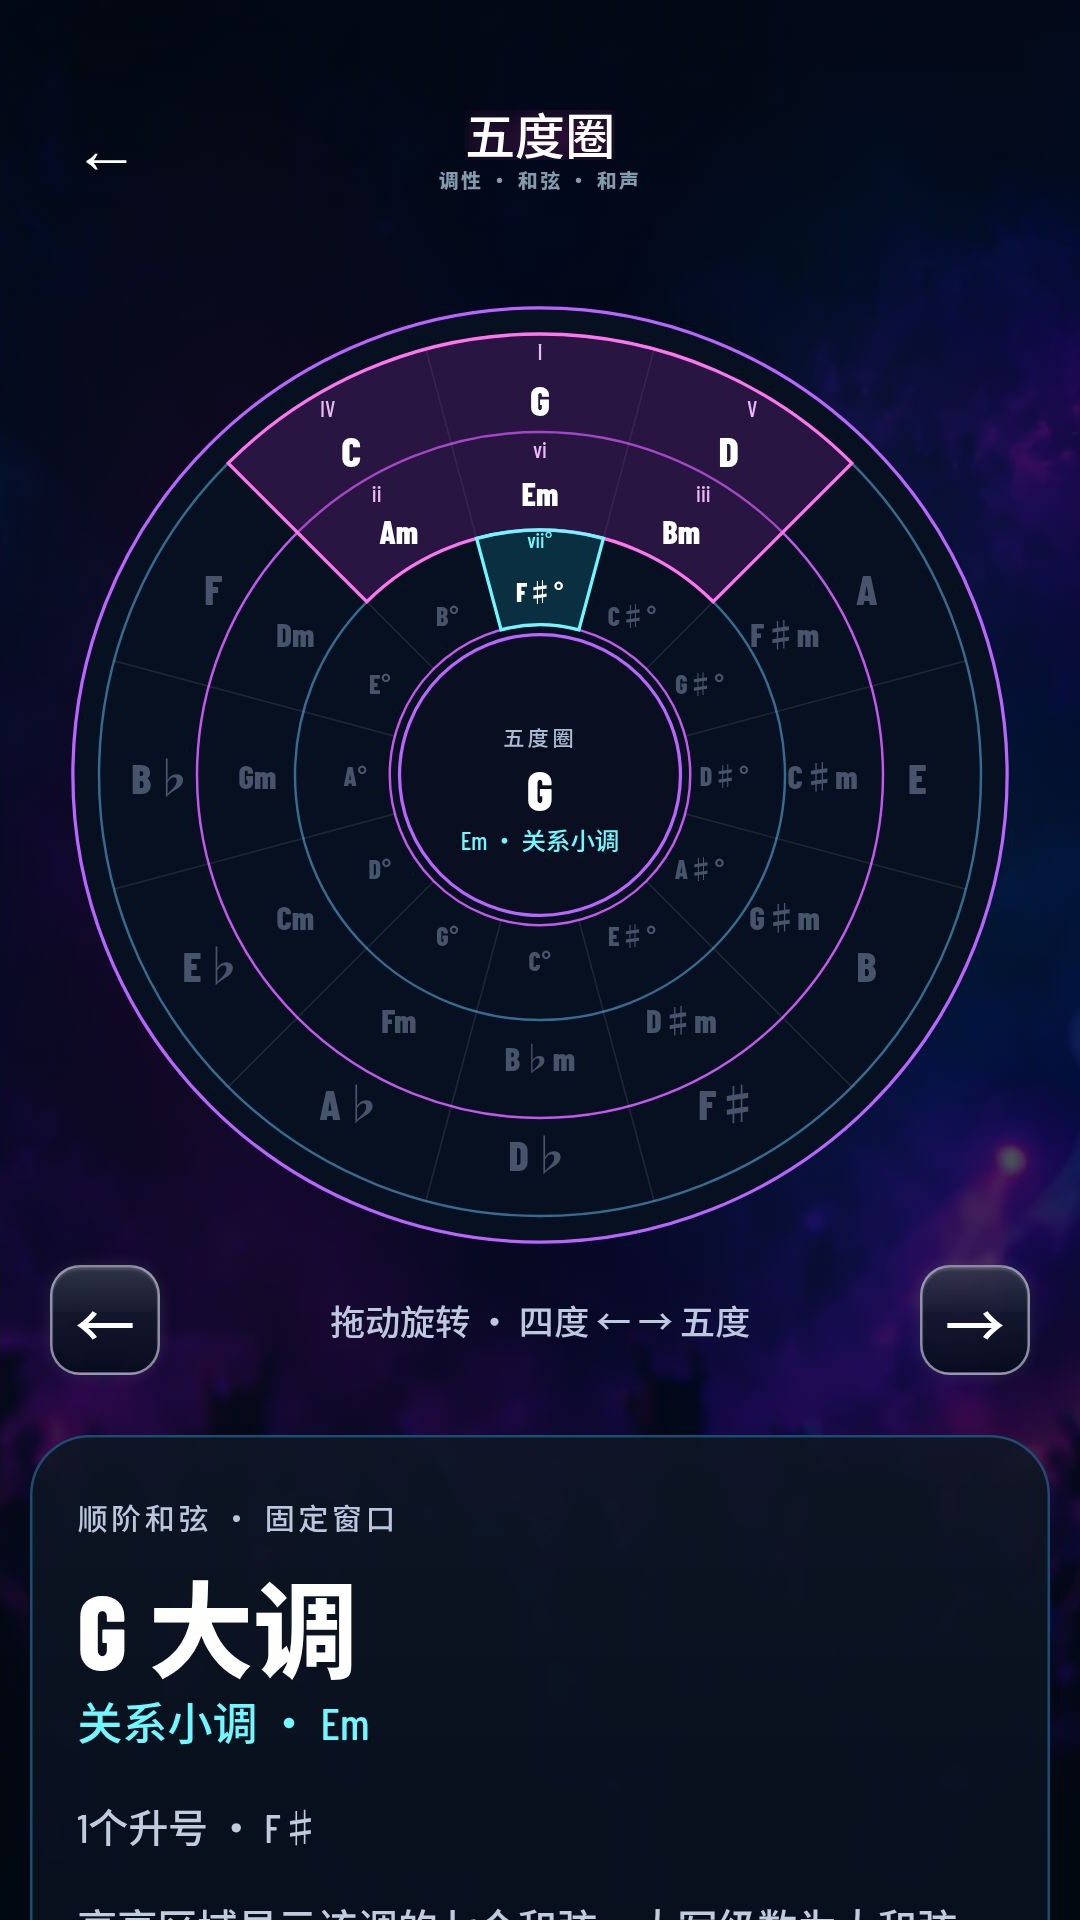 ←
五度圈
调性 · 和弦 · 和声
I
G
IV
V
C
D
vi
Em
ii
iii
Am
Bm
vii°
F♯°
F
A
B°
C♯°
Dm
F♯m
E°
G♯°
B♭
Gm
A°
D♯°
C♯m
E
五度圈
G
Em · 关系小调
D°
A♯°
Cm
G♯m
G°
E♯°
C°
E♭
B
Fm
D♯m
B♭m
A♭
F♯
D♭
← 拖动旋转 · 四度 ←→ 五度 →
顺阶和弦 · 固定窗口
G 大调
关系小调 · Em
1个升号 · F♯